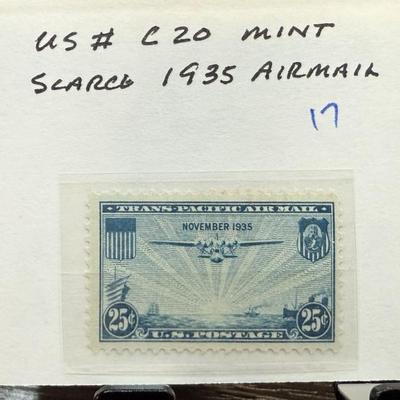 US # C20 MINT
SCARCE 1935 AIRMAIL
17
TRANS-PACIFIC AIR MAIL
NOVEMBER 1935
25¢ 25¢
U.S. POSTAGE